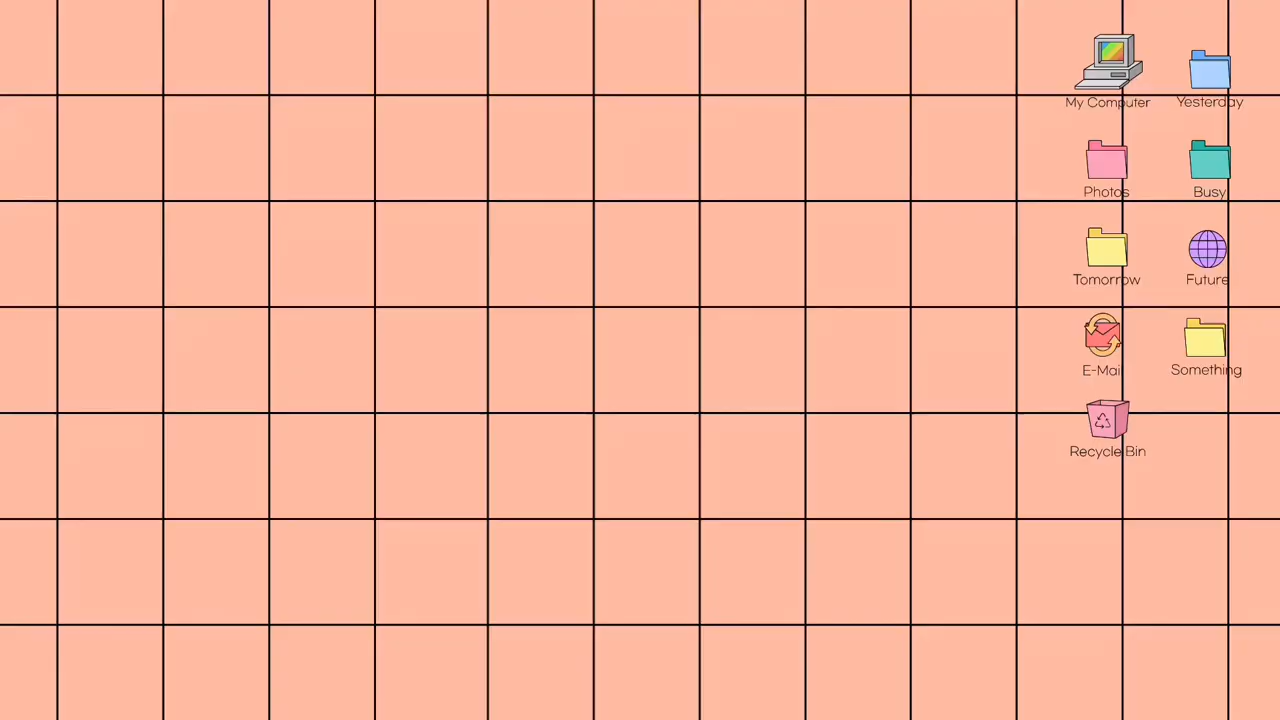 My Computer
Yesterday
Photos
Busy
Tomorrow
Future
E-Mail
Something
Recycle Bin